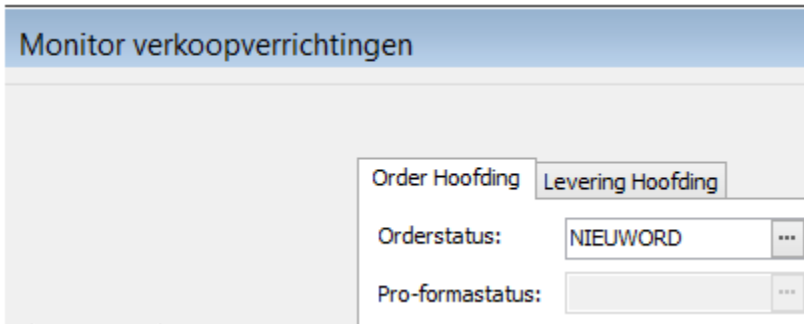 Monitor verkoopverrichtingen
Order Hoofding Levering Hoofding
Orderstatus: NIEUWORD ...
Pro-formastatus: ...